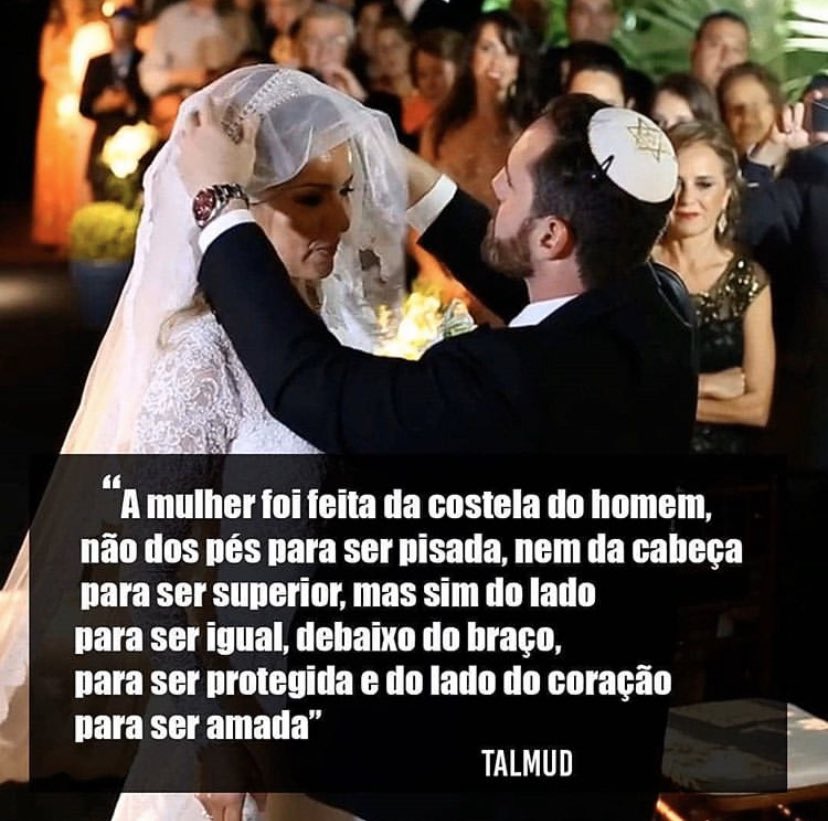 “A mulher foi feita da costela do homem,
não dos pés para ser pisada, nem da cabeça
para ser superior, mas sim do lado
para ser igual, debaixo do braço,
para ser protegida e do lado do coração
para ser amada”
TALMUD